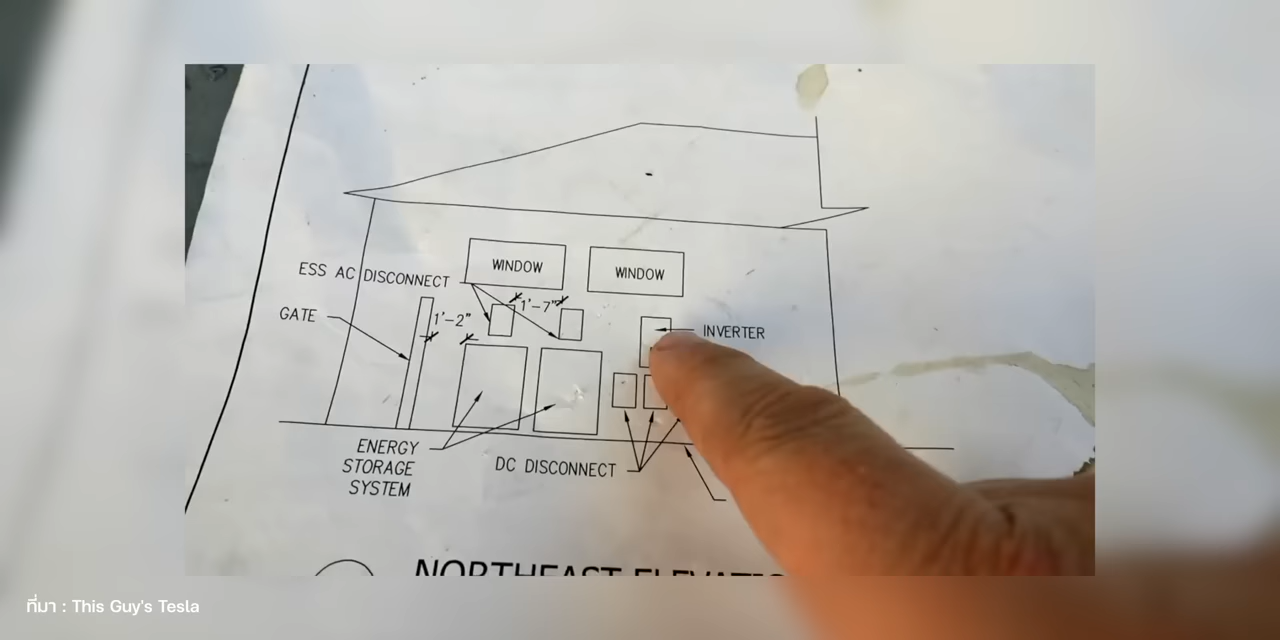 WINDOW
WINDOW
ESS AC DISCONNECT
1'-7"
GATE
1'-2"
INVERTER
ENERGY
STORAGE
SYSTEM
DC DISCONNECT
NORTHEAST
ที่มา : This Guy's Tesla